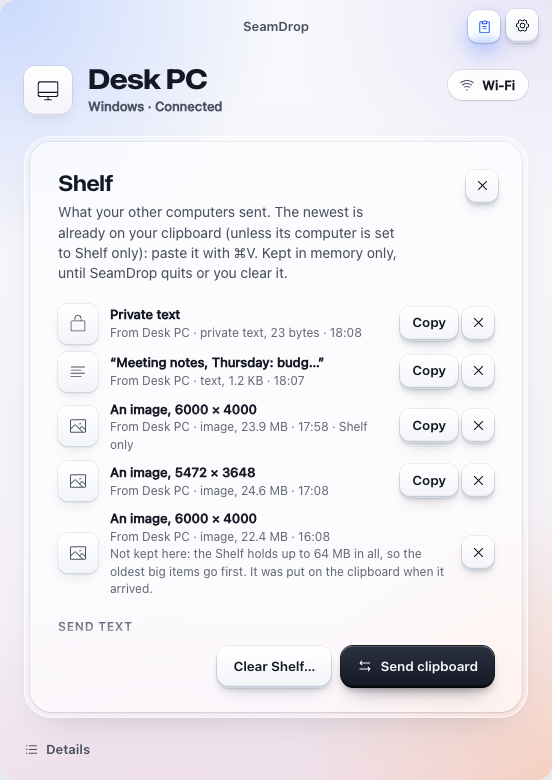 SeamDrop
Desk PC
Windows · Connected
Wi-Fi
Shelf
What your other computers sent. The newest is
already on your clipboard (unless its computer is set
to Shelf only): paste it with ⌘V. Kept in memory only,
until SeamDrop quits or you clear it.
Private text
From Desk PC · private text, 23 bytes · 18:08
Copy
“Meeting notes, Thursday: budg…”
From Desk PC · text, 1.2 KB · 18:07
Copy
An image, 6000 × 4000
From Desk PC · image, 23.9 MB · 17:58 · Shelf
only
Copy
An image, 5472 × 3648
From Desk PC · image, 24.6 MB · 17:08
Copy
An image, 6000 × 4000
From Desk PC · image, 22.4 MB · 16:08
Not kept here: the Shelf holds up to 64 MB in all, so the
oldest big items go first. It was put on the clipboard when it
arrived.
SEND TEXT
Clear Shelf…
Send clipboard
Details